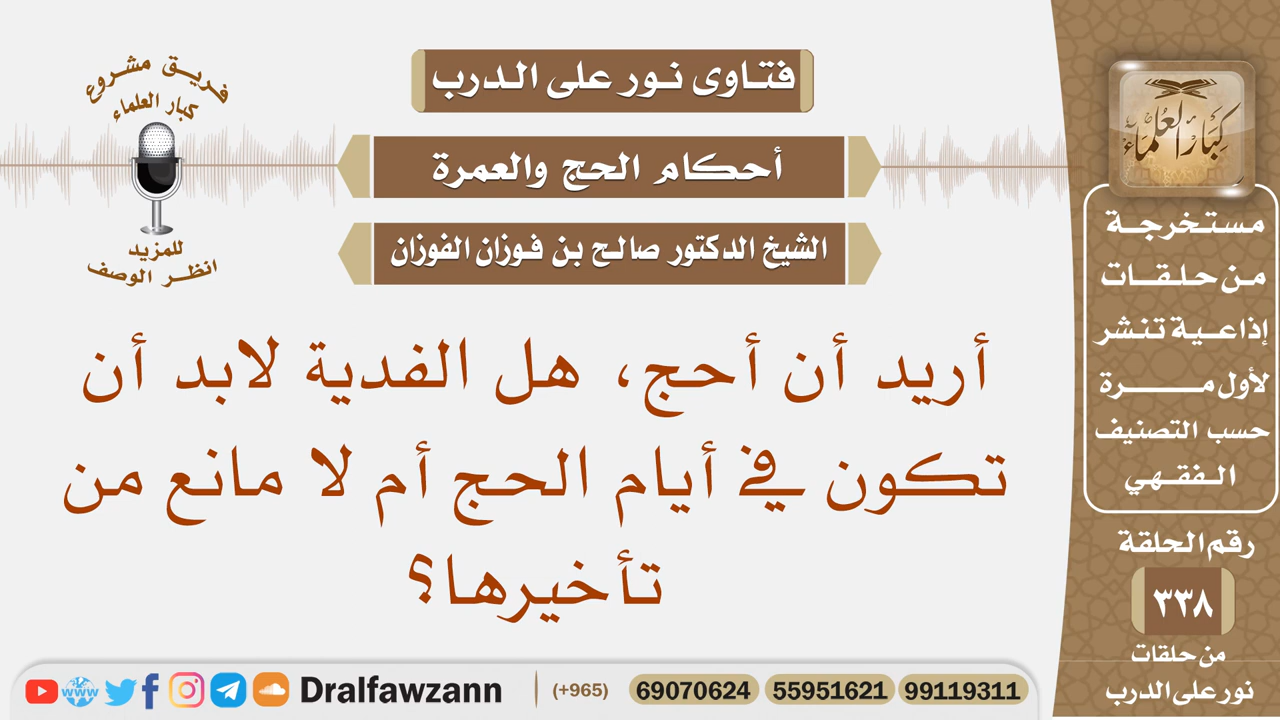 فتاوى نور على الدرب
أحكام الحج والعمرة
الشيخ الدكتور صالح بن فوزان الفوزان
أريد أن أحج، هل الفدية لابد أن
تكون في أيام الحج أم لا مانع من
تأخيرها؟
فريق مشروع
كبار العلماء
للمزيد
انظر الوصف
كبار العلماء
مستخرجة
من حلقات
إذاعية تنشر
لأول مرة
حسب التصنيف
الفقهي
رقم الحلقة
٣٣٨
من حلقات
نور على الدرب
www
Dralfawzann
(+965) 69070624 55951621 99119311